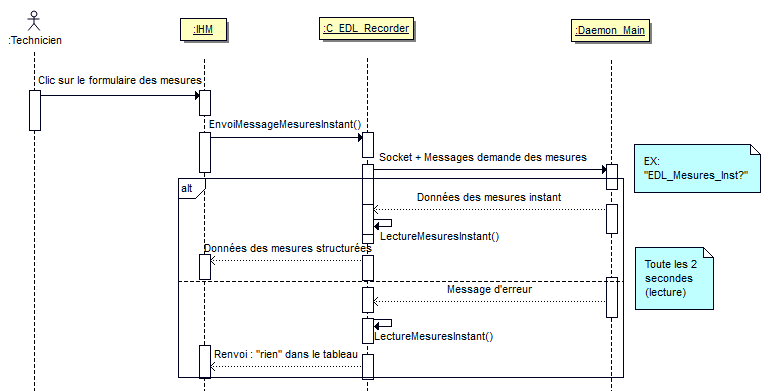 :Technicien
:IHM
:C_EDL_Recorder
:Daemon_Main
Clic sur le formulaire des mesures
EnvoiMessageMesuresInstant()
Socket + Messages demande des mesures
EX:
"EDL_Mesures_Inst?"
alt
Données des mesures instant
LectureMesuresInstant()
Données des mesures structurées
Toute les 2
secondes
(lecture)
Message d'erreur
LectureMesuresInstant()
Renvoi : "rien" dans le tableau